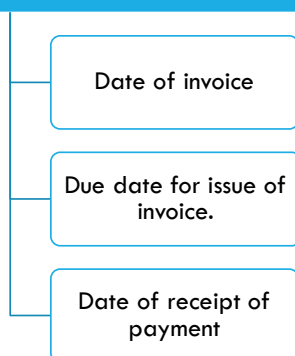 Date of invoice
Due date for issue of
invoice.
Date of receipt of
payment